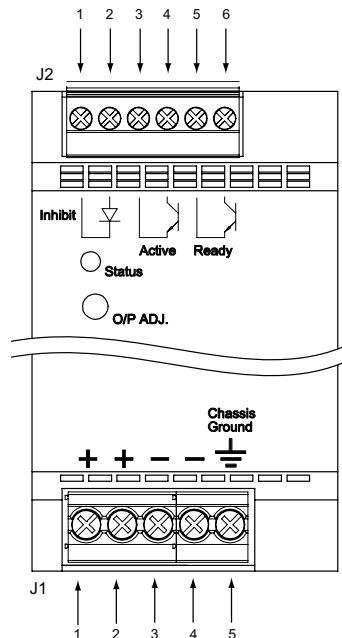 1 2 3 4 5 6
J2
Inhibit
Active Ready
Status
O/P ADJ.
Chassis
Ground
+ + − −
J1
1 2 3 4 5